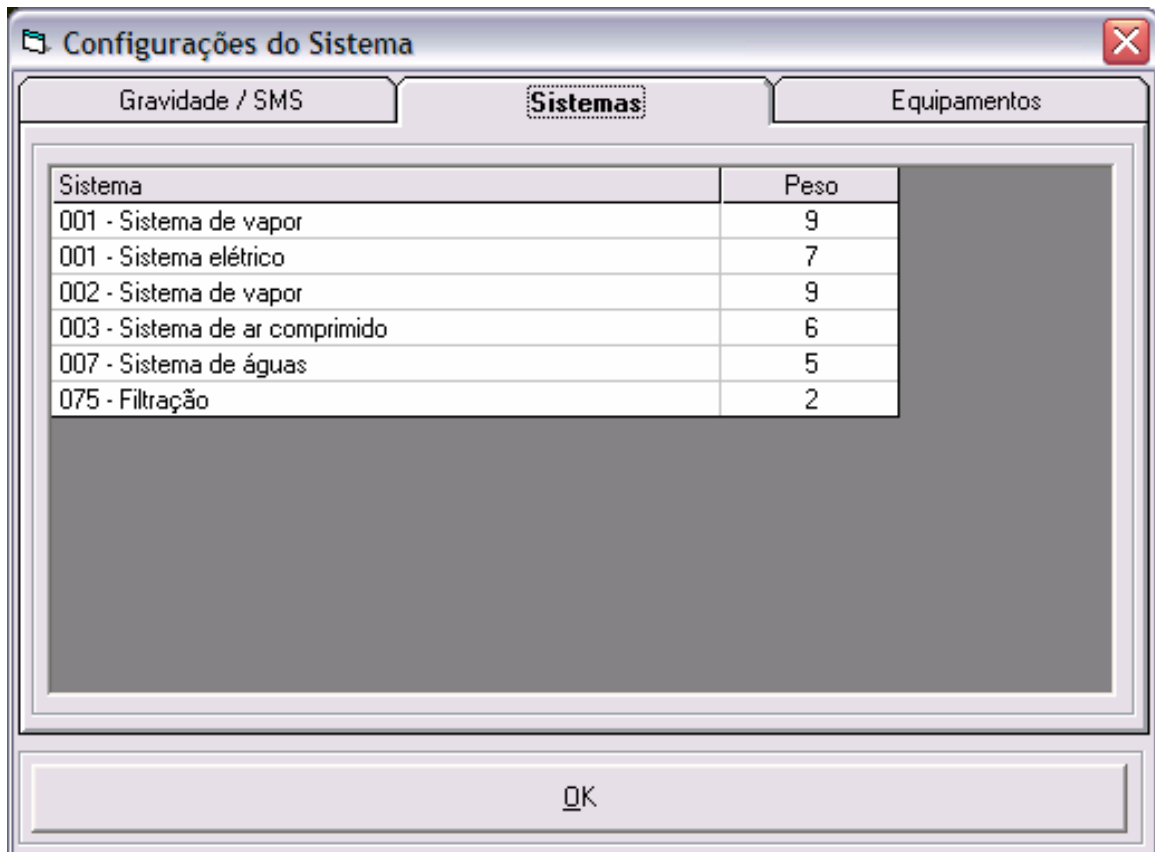 Configurações do Sistema
Gravidade / SMS Sistemas Equipamentos
Sistema Peso
001 - Sistema de vapor 9
001 - Sistema elétrico 7
002 - Sistema de vapor 9
003 - Sistema de ar comprimido 6
007 - Sistema de águas 5
075 - Filtração 2
OK